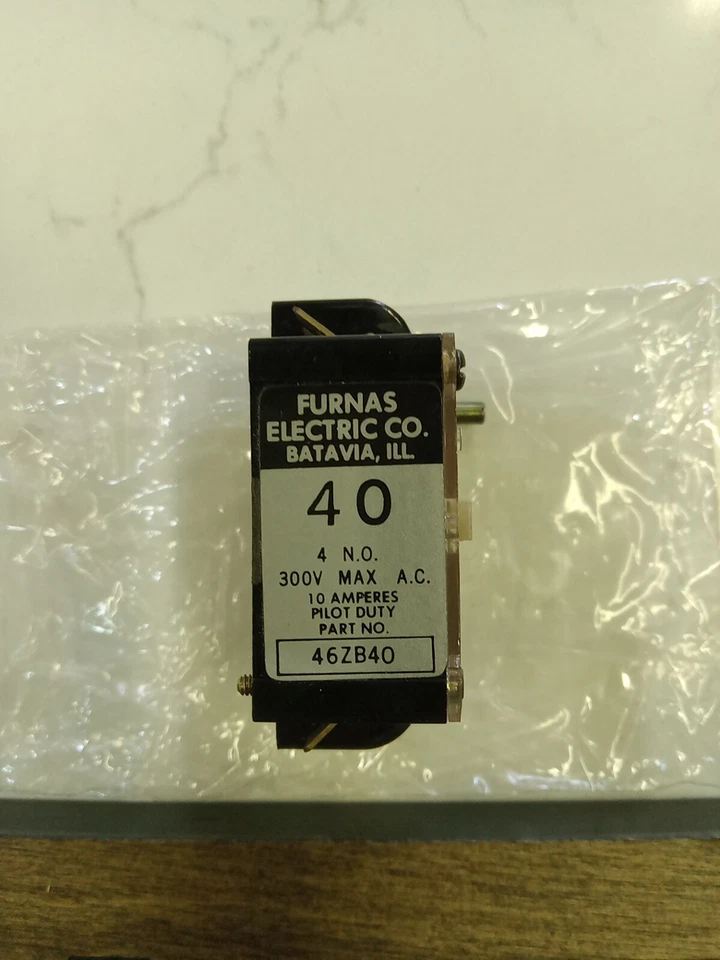 FURNAS
ELECTRIC CO.
BATAVIA, ILL.
40
4 N.O.
300V MAX A.C.
10 AMPERES
PILOT DUTY
PART NO.
46ZB40